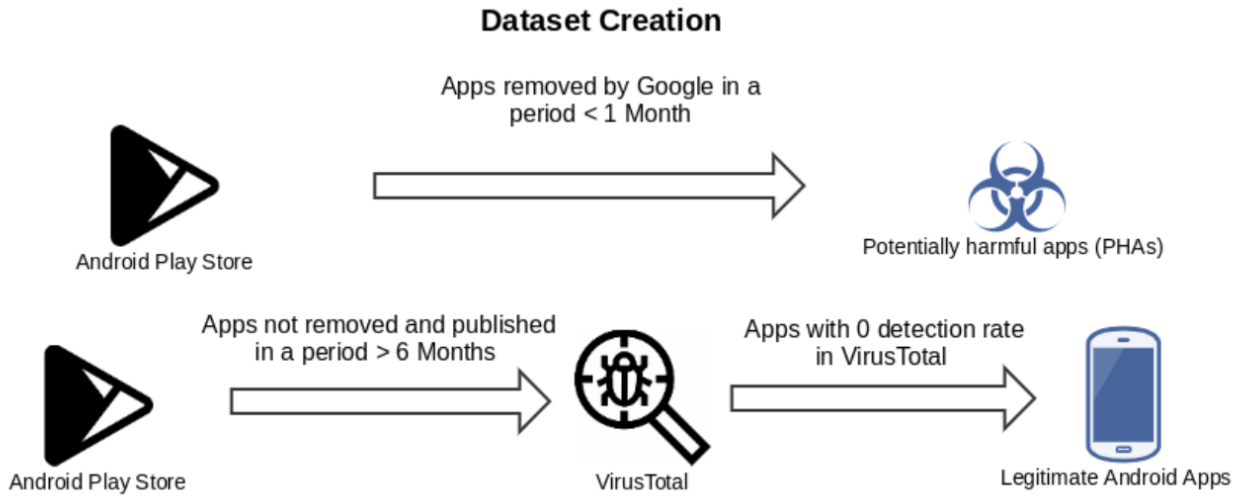 Dataset Creation
Apps removed by Google in a
period < 1 Month
Android Play Store
Potentially harmful apps (PHAs)
Apps not removed and published
in a period > 6 Months
Apps with 0 detection rate
in VirusTotal
Android Play Store
VirusTotal
Legitimate Android Apps